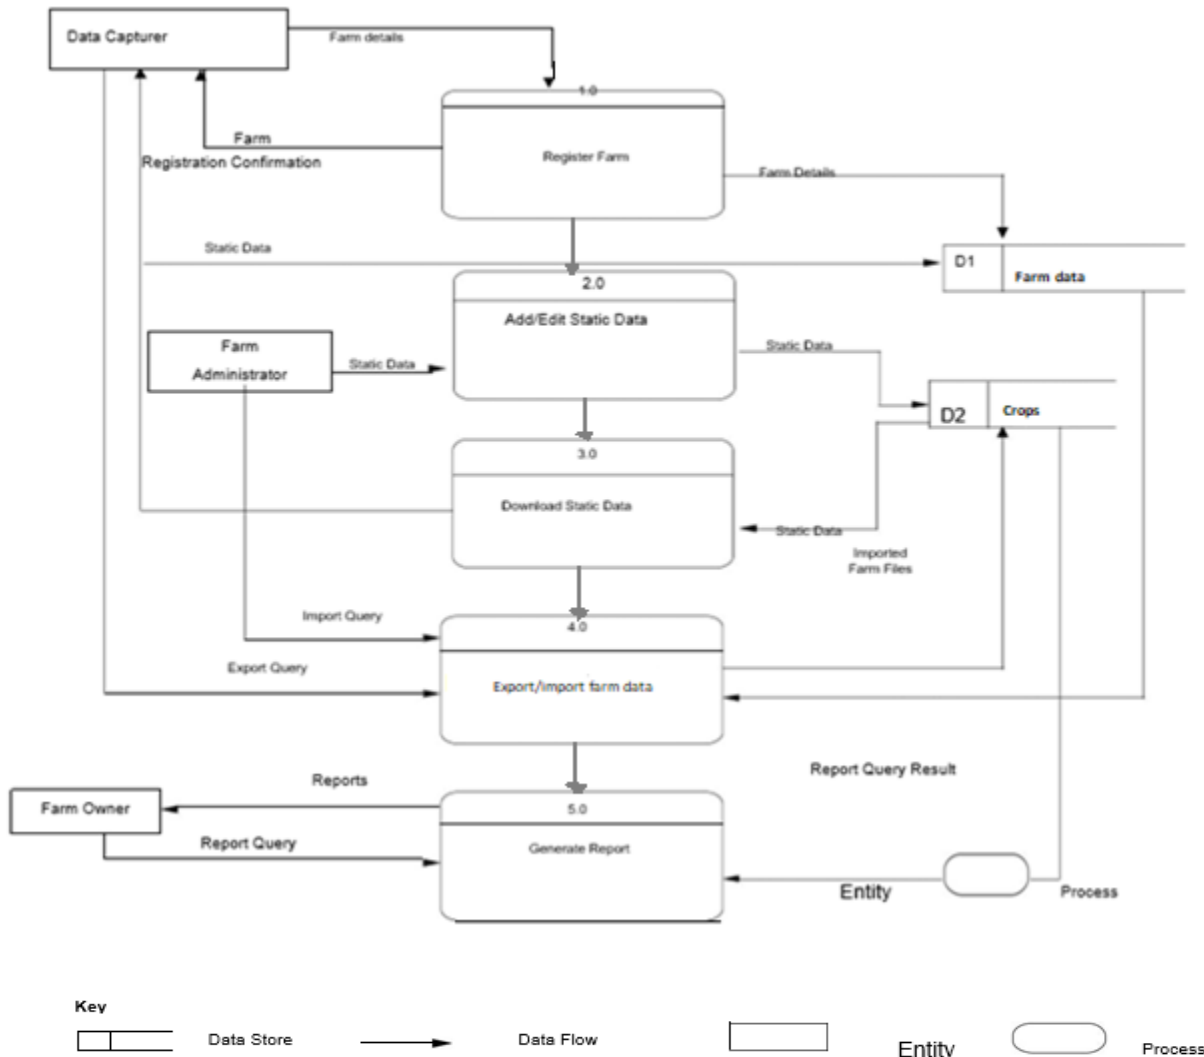 Data Capturer
Farm details
1.0
Farm
Registration Confirmation
Register Farm
Farm Details
Static Data
D1
Farm data
2.0
Add/Edit Static Data
Farm
Administrator
Static Data
Static Data
D2
Crops
3.0
Download Static Data
Static Data
Imported
Farm Files
Import Query
4.0
Export Query
Export/import farm data
Reports
Report Query Result
Farm Owner
5.0
Report Query
Generate Report
Entity
Process
Key
Data Store
Data Flow
Entity
Process